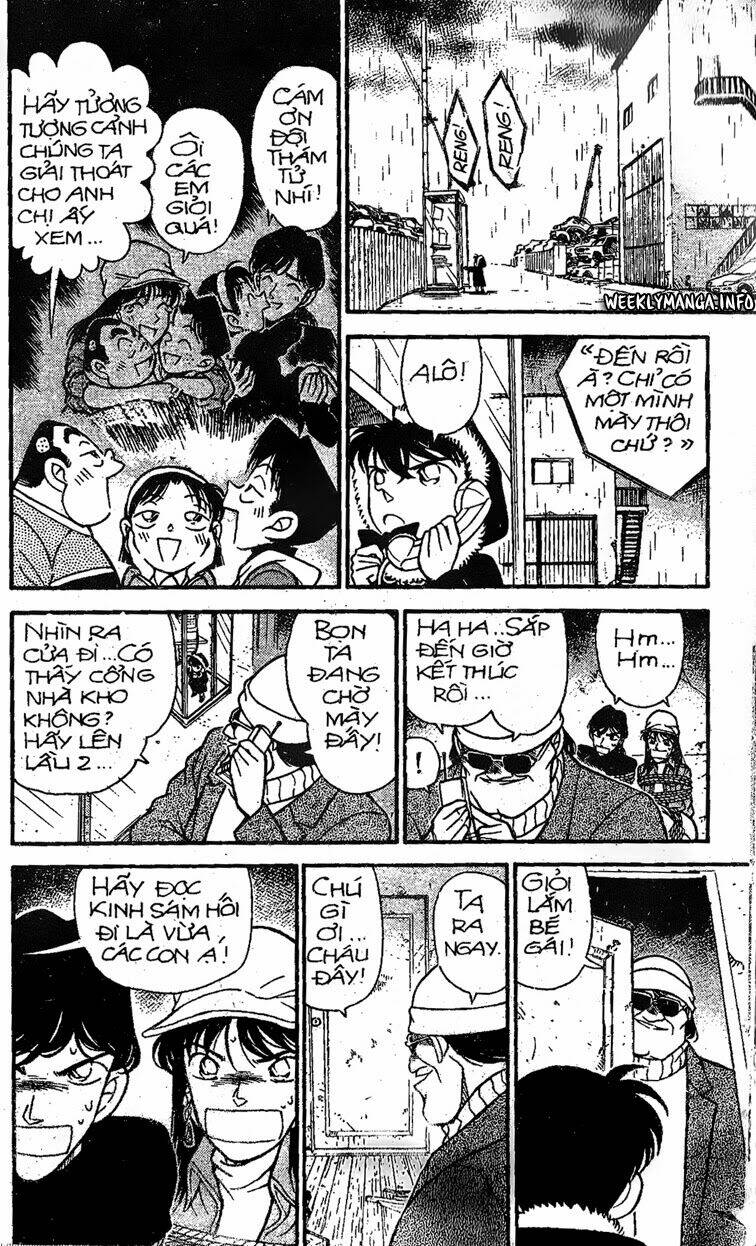 HÃY TƯỞNG
TƯỢNG CẢNH
CHÚNG TA
GIẢI THOÁT
CHO ANH
CHỊ ẤY
XEM...
ÔI
CÁC
EM
GIỎI
QUÁ!
CÁM
ƠN
ĐỘI
THÁM
TỬ
NHÍ!
RENG!
RENG!
WEEKLYMANGA.INFO
ALÔ!
"ĐẾN RỒI
À? CHỈ CÓ
MỘT MÌNH
MÀY THÔI
CHỨ?"
NHÌN RA
CỬA ĐI...CÓ
THẤY CỔNG
NHÀ KHO
KHÔNG?
HÃY LÊN
LẦU 2...
BỌN
TA
ĐANG
CHỜ
MÀY
ĐẤY!
HA HA...SẮP
ĐẾN GIỜ
KẾT THÚC
RỒI...
!
Hm...
Hm...
HÃY ĐỌC
KINH SÁM HỐI
ĐI LÀ VỪA
CÁC CON Á!
CHÚ
GÌ
ƠI...
CHÁU
ĐÂY!
TA
RA
NGAY.
GIỎI
LẮM
BÉ
GÁI!